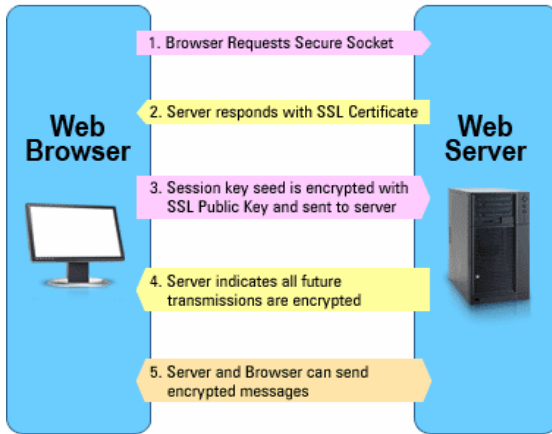 1. Browser Requests Secure Socket
2. Server responds with SSL Certificate
Web
Browser
Web
Server
3. Session key seed is encrypted with
SSL Public Key and sent to server
4. Server indicates all future
transmissions are encrypted
5. Server and Browser can send
encrypted messages